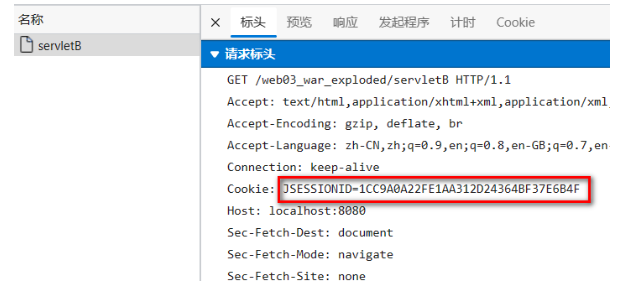 名称
× 标头 预览 响应 发起程序 计时 Cookie
servletB
▼ 请求标头
GET /web03_war_exploded/servletB HTTP/1.1
Accept: text/html,application/xhtml+xml,application/xml,
Accept-Encoding: gzip, deflate, br
Accept-Language: zh-CN,zh;q=0.9,en;q=0.8,en-GB;q=0.7,en-
Connection: keep-alive
Cookie: JSESSIONID=1CC9A0A22FE1AA312D24364BF37E6B4F
Host: localhost:8080
Sec-Fetch-Dest: document
Sec-Fetch-Mode: navigate
Sec-Fetch-Site: none